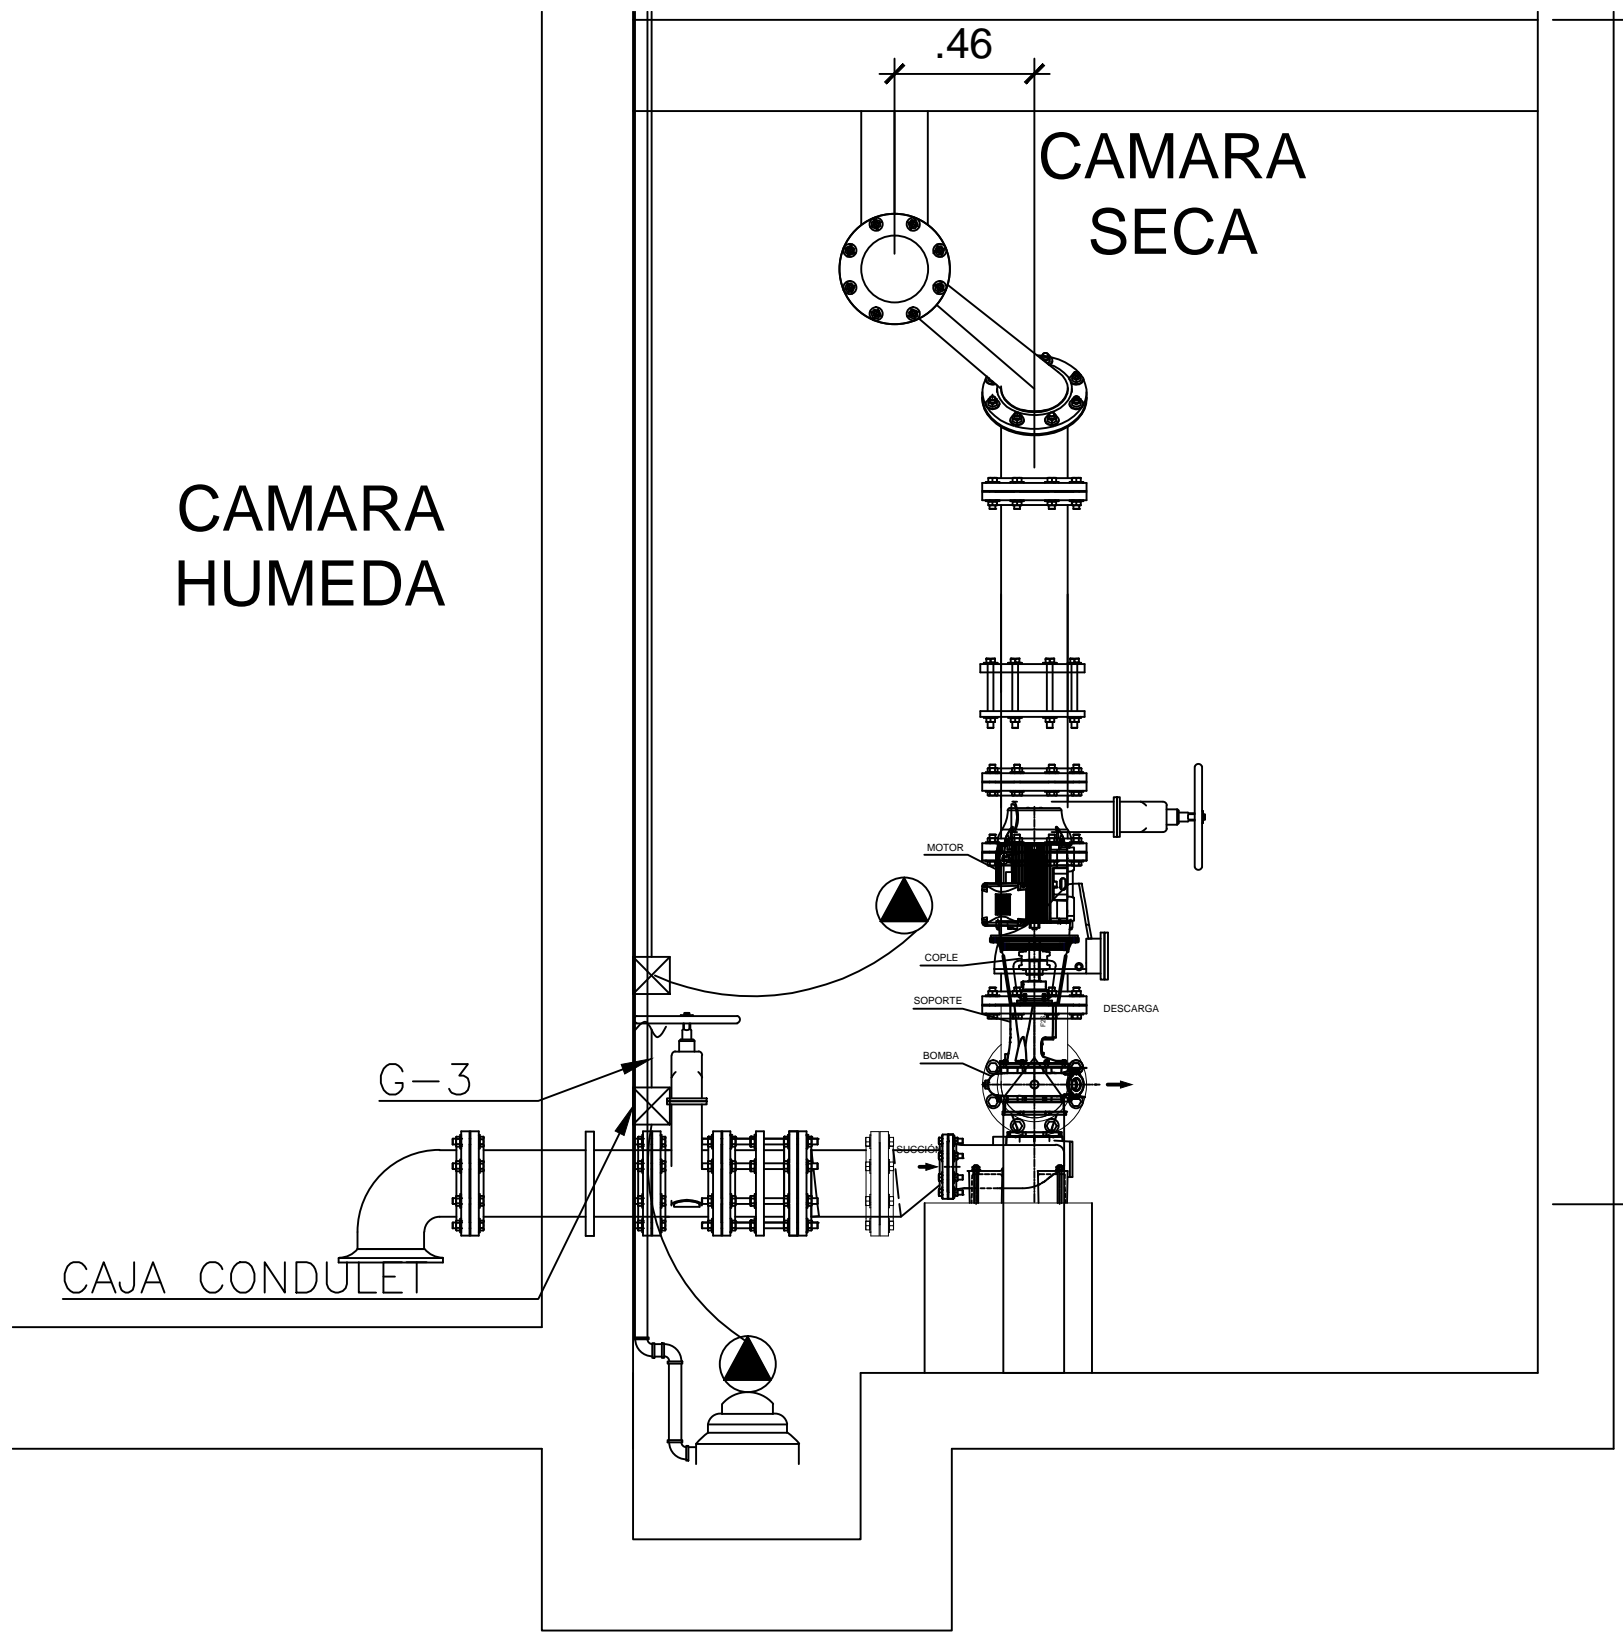 .46
CAMARA
SECA
CAMARA
HUMEDA
MOTOR
COPLE
SOPORTE
DESCARGA
BOMBA
G-3
SUCCIÓN
CAJA CONDULET